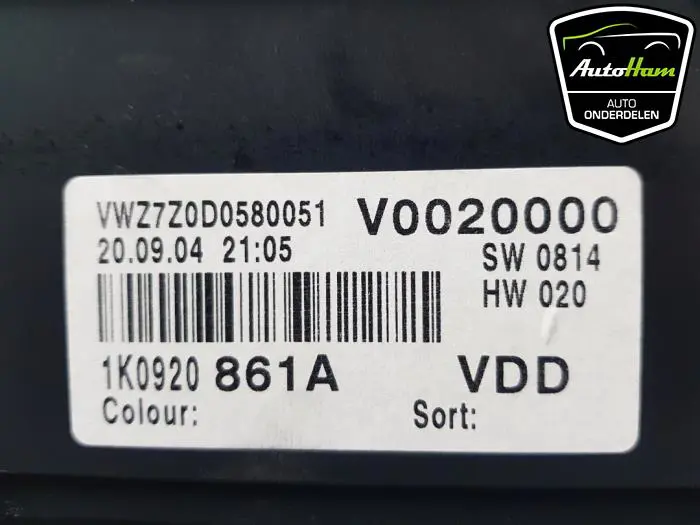 AutoHam
AUTO
ONDERDELEN
VWZ7Z0D0580051 V0020000
20.09.04 21:05 SW 0814
HW 020
1K0920 861A VDD
Colour: Sort: